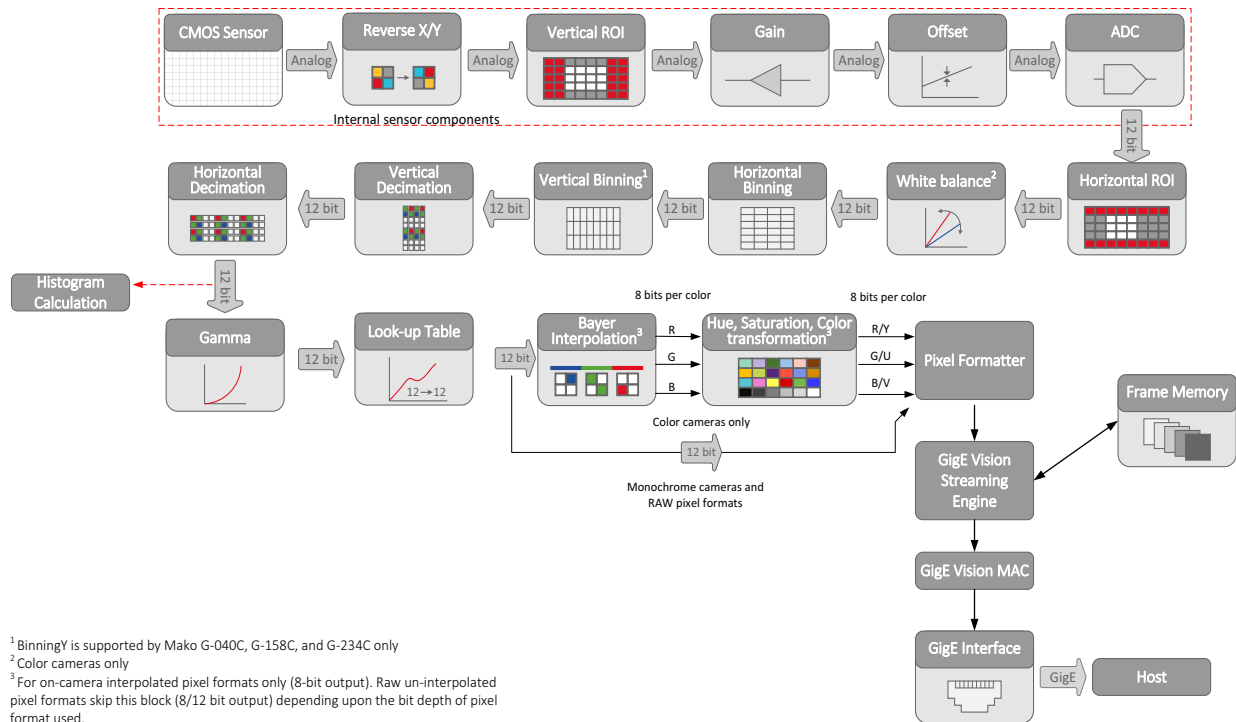 CMOS Sensor
Analog
Reverse X/Y
Analog
Vertical ROI
Analog
Gain
Analog
Offset
Analog
ADC
Internal sensor components
12 bit
Horizontal Decimation
12 bit
Vertical Decimation
12 bit
Vertical Binning¹
12 bit
Horizontal Binning
12 bit
White balance²
12 bit
Horizontal ROI
12 bit
Histogram Calculation
Gamma
12 bit
Look-up Table
12→12
12 bit
Bayer Interpolation³
8 bits per color
R
G
B
Hue, Saturation, Color transformation³
8 bits per color
R/Y
G/U
B/V
Pixel Formatter
Color cameras only
12 bit
Monochrome cameras and
RAW pixel formats
Frame Memory
GigE Vision
Streaming
Engine
GigE Vision MAC
GigE Interface
GigE
Host
¹ BinningY is supported by Mako G-040C, G-158C, and G-234C only
² Color cameras only
³ For on-camera interpolated pixel formats only (8-bit output). Raw un-interpolated
pixel formats skip this block (8/12 bit output) depending upon the bit depth of pixel
format used.